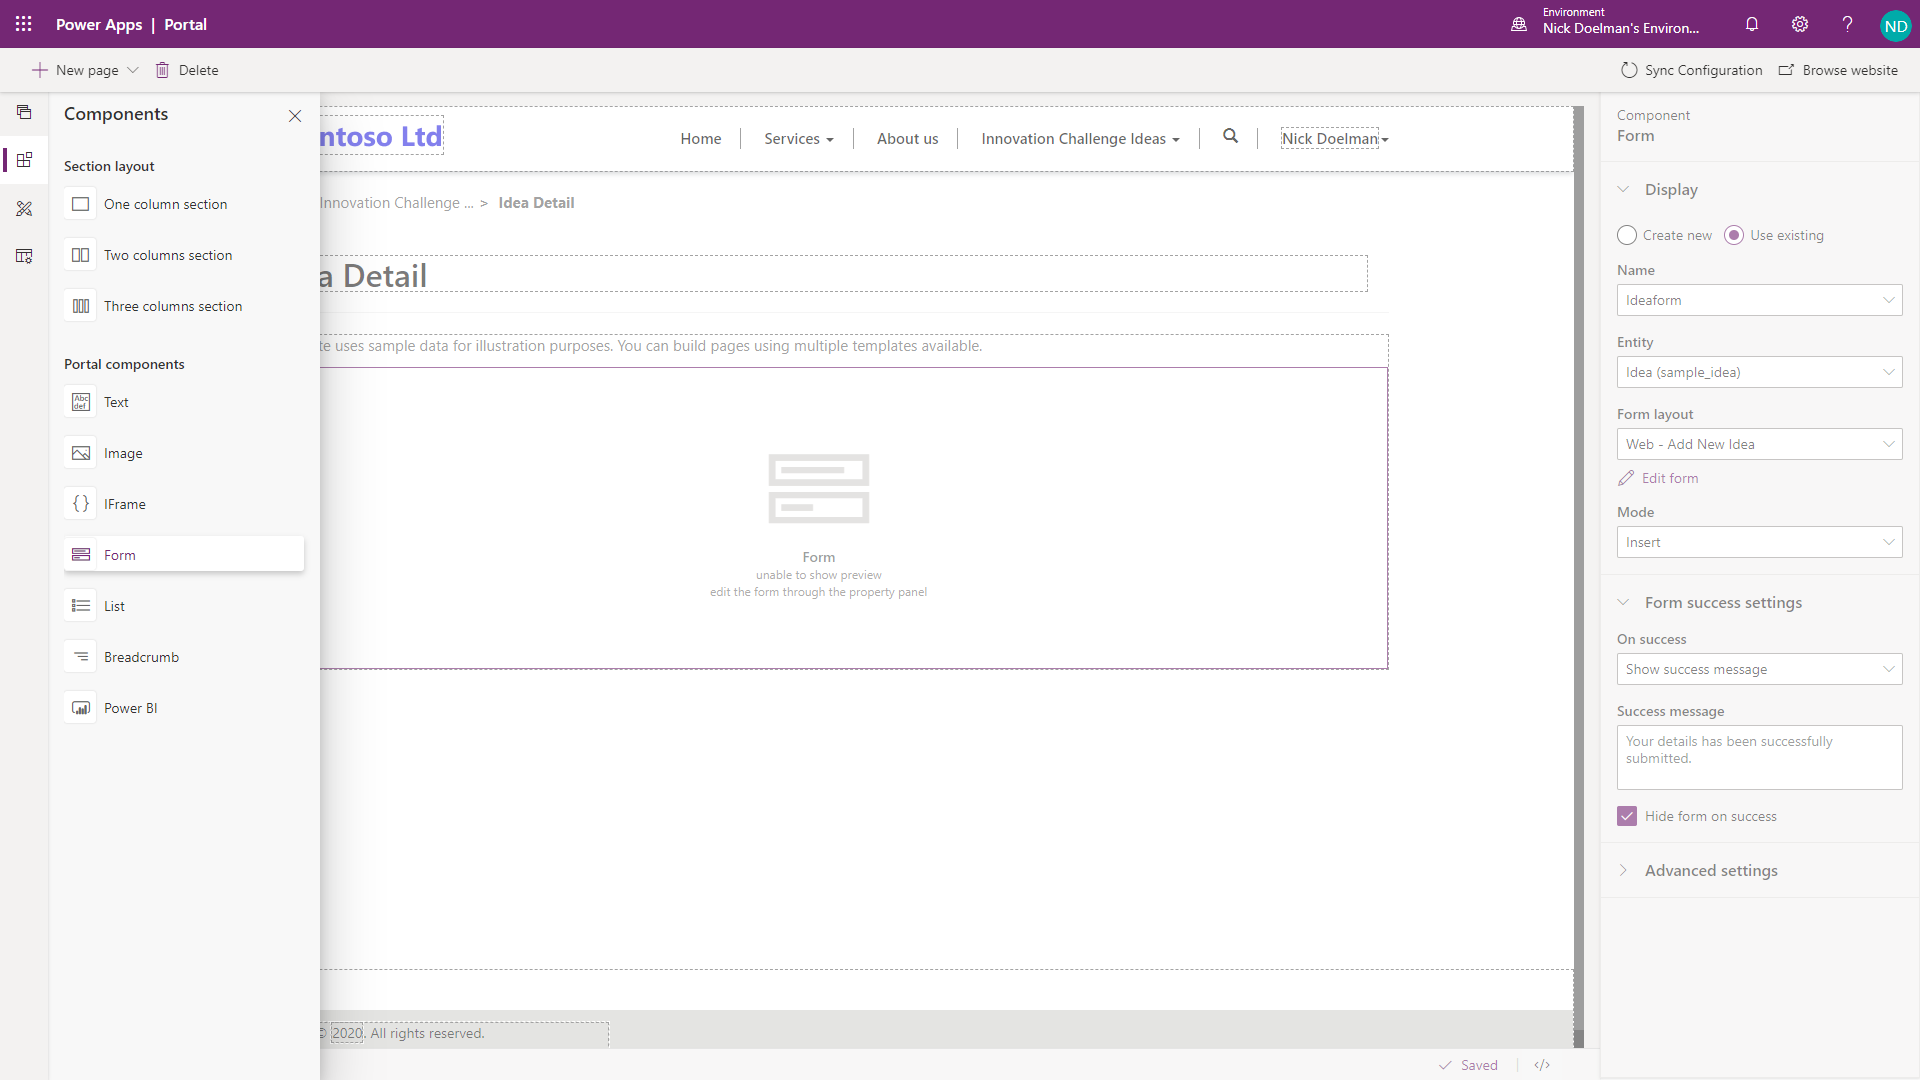 Power Apps | Portal
Environment
Nick Doelman's Environ...
ND
New page
Delete
Sync Configuration
Browse website
Components
Section layout
One column section
Two columns section
Three columns section
Portal components
Abc
def
Text
Image
IFrame
Form
List
Breadcrumb
Power BI
ntoso Ltd
Home
Services
About us
Innovation Challenge Ideas
Nick Doelman
Innovation Challenge ... > Idea Detail
a Detail
te uses sample data for illustration purposes. You can build pages using multiple templates available.
Form
unable to show preview
edit the form through the property panel
© 2020. All rights reserved.
Saved
</>
Component
Form
Display
Create new
Use existing
Name
Ideaform
Entity
Idea (sample_idea)
Form layout
Web - Add New Idea
Edit form
Mode
Insert
Form success settings
On success
Show success message
Success message
Your details has been successfully
submitted.
Hide form on success
Advanced settings